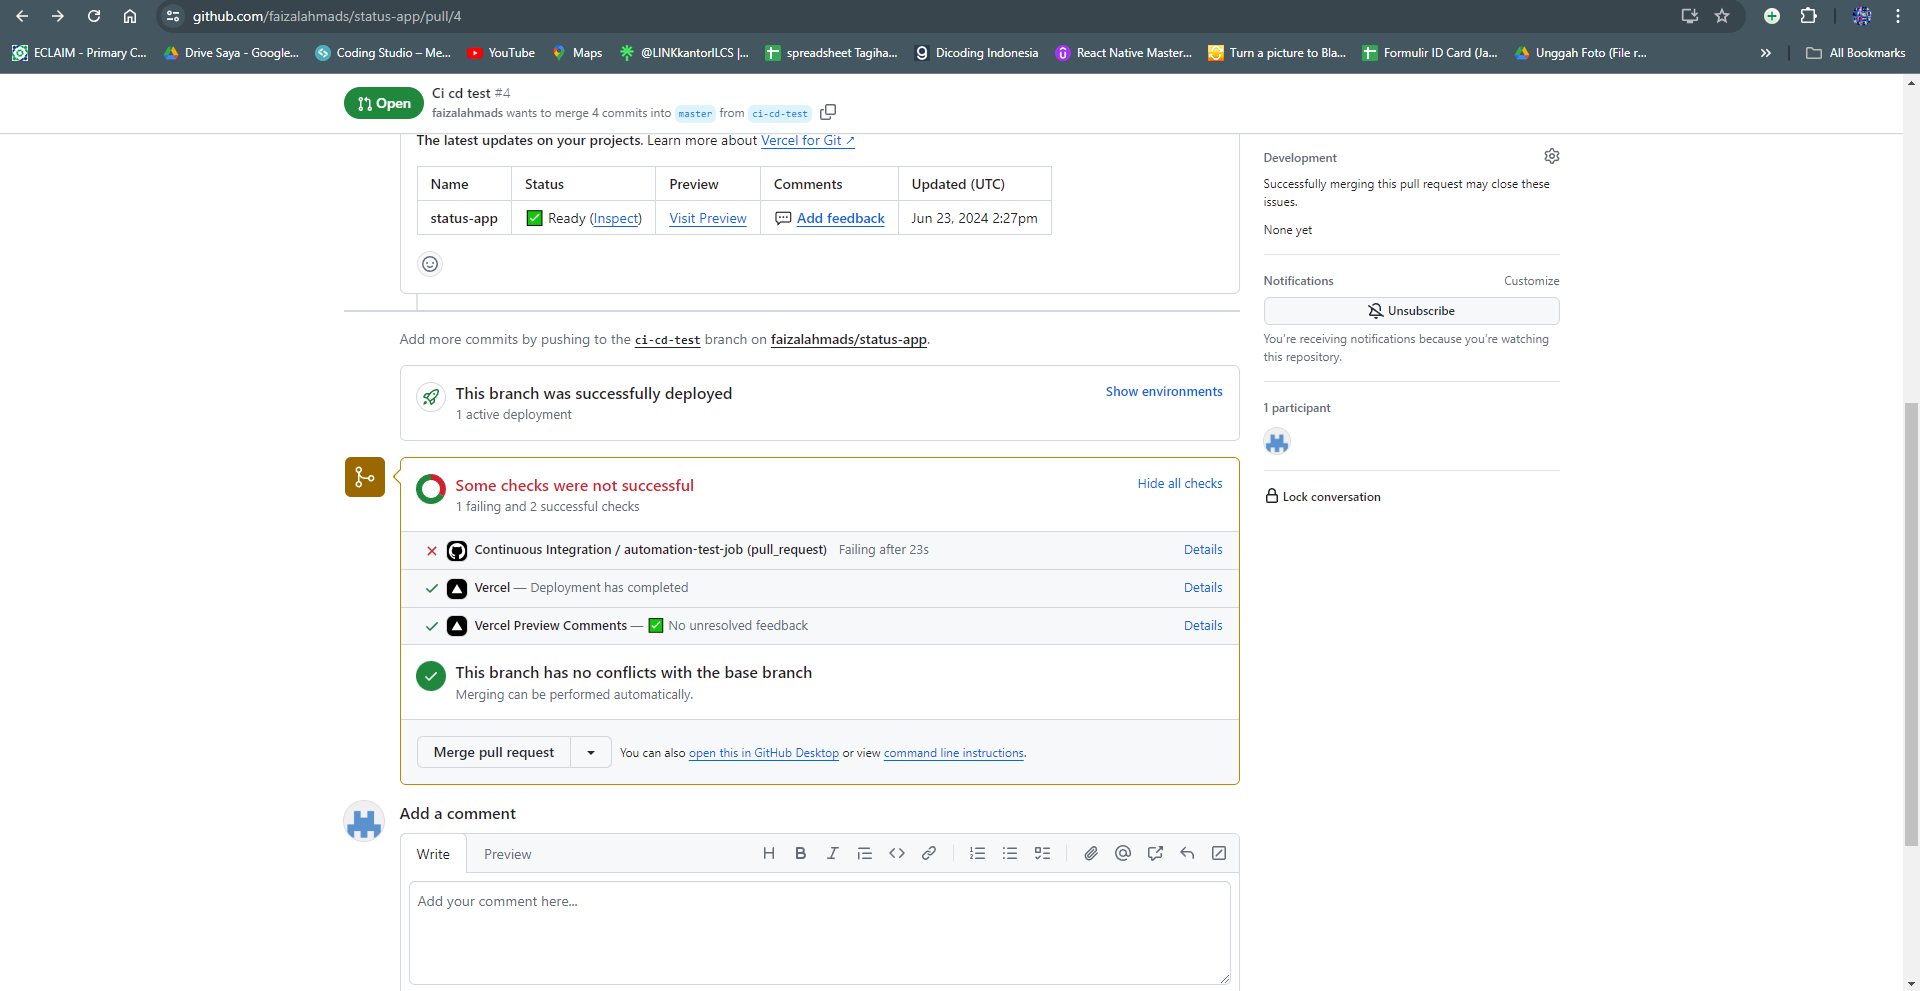 github.com/faizalahmads/status-app/pull/4
ECLAIM - Primary C...
Drive Saya - Google...
Coding Studio – Me...
YouTube
Maps
@LINKkantorILCS |...
spreadsheet Tagiha...
Dicoding Indonesia
React Native Master...
Turn a picture to Bla...
Formulir ID Card (Ja...
Unggah Foto (File r...
All Bookmarks
Open
Ci cd test #4
faizalahmads wants to merge 4 commits into master from ci-cd-test
The latest updates on your projects. Learn more about Vercel for Git ↗
Name Status Preview Comments Updated (UTC)
status-app ✅ Ready (Inspect) Visit Preview 💬 Add feedback Jun 23, 2024 2:27pm
Add more commits by pushing to the ci-cd-test branch on faizalahmads/status-app.
This branch was successfully deployed
1 active deployment
Show environments
Some checks were not successful
1 failing and 2 successful checks
Hide all checks
Continuous Integration / automation-test-job (pull_request) Failing after 23s Details
Vercel — Deployment has completed Details
Vercel Preview Comments — ✅ No unresolved feedback Details
This branch has no conflicts with the base branch
Merging can be performed automatically.
Merge pull request
You can also open this in GitHub Desktop or view command line instructions.
Add a comment
Write Preview
Add your comment here...
Development
Successfully merging this pull request may close these
issues.
None yet
Notifications Customize
Unsubscribe
You're receiving notifications because you're watching
this repository.
1 participant
Lock conversation